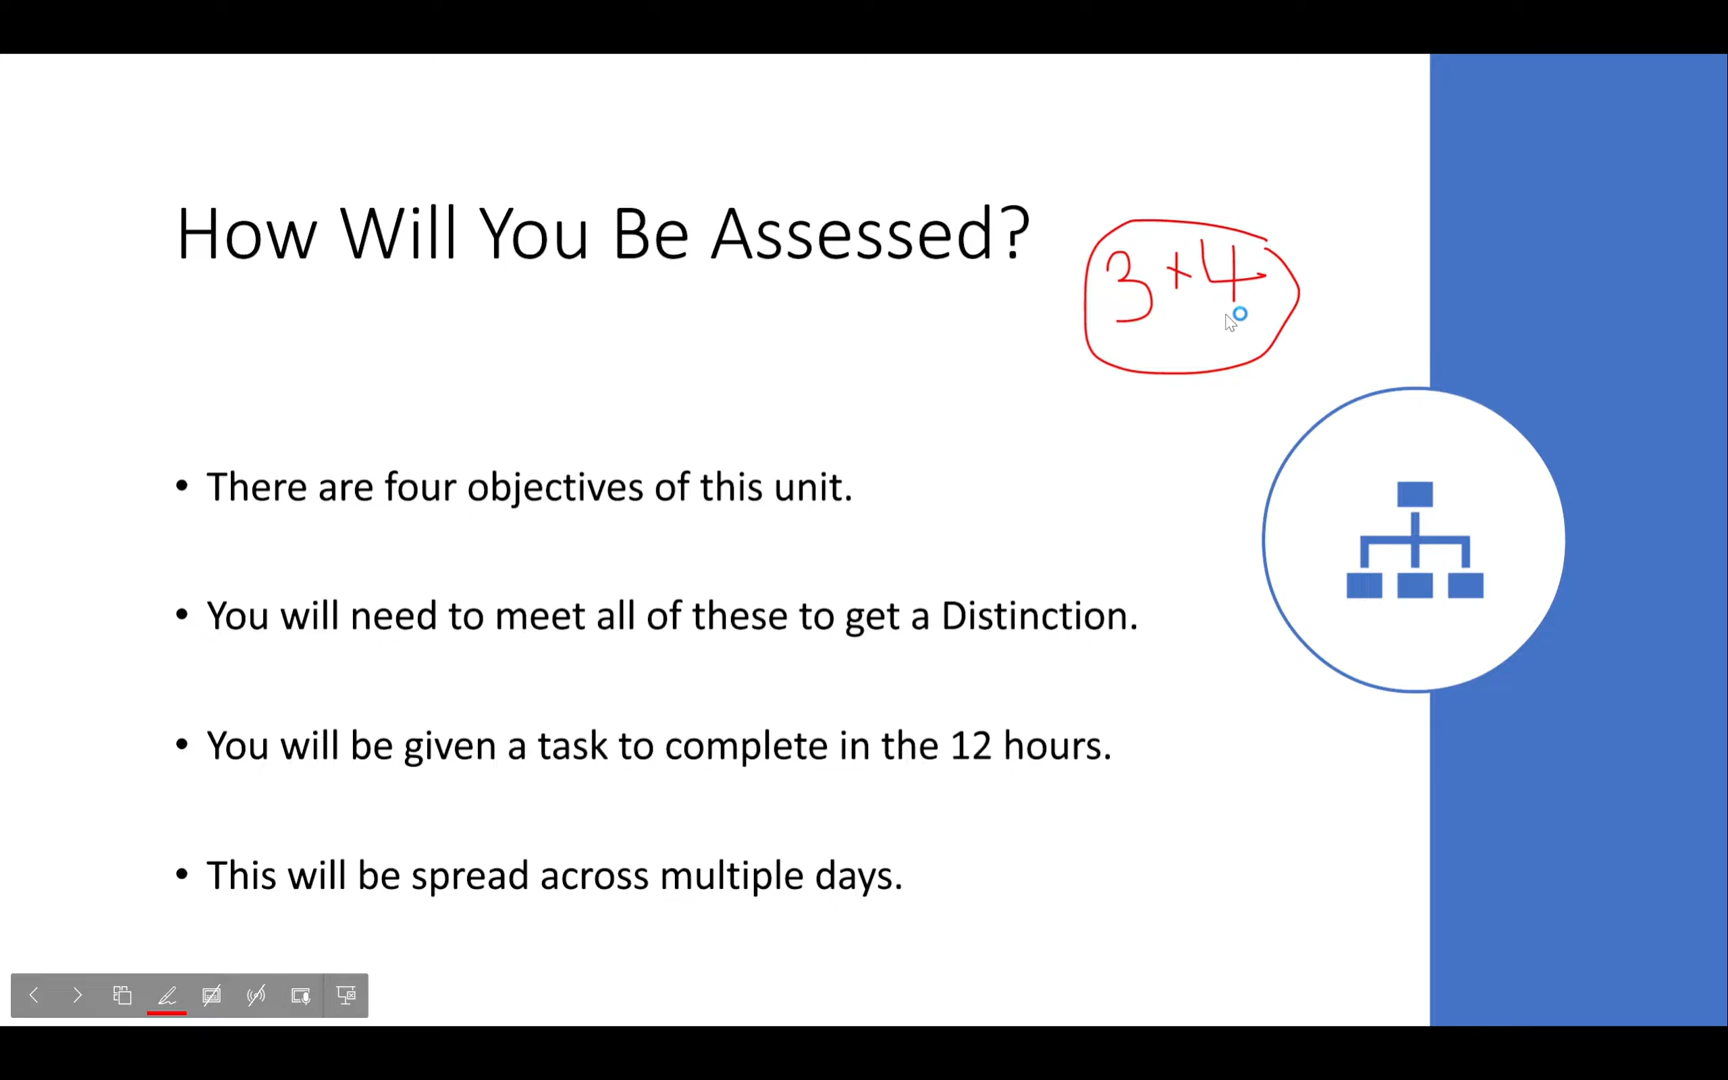 How Will You Be Assessed?
3+4
• There are four objectives of this unit.
• You will need to meet all of these to get a Distinction.
• You will be given a task to complete in the 12 hours.
• This will be spread across multiple days.